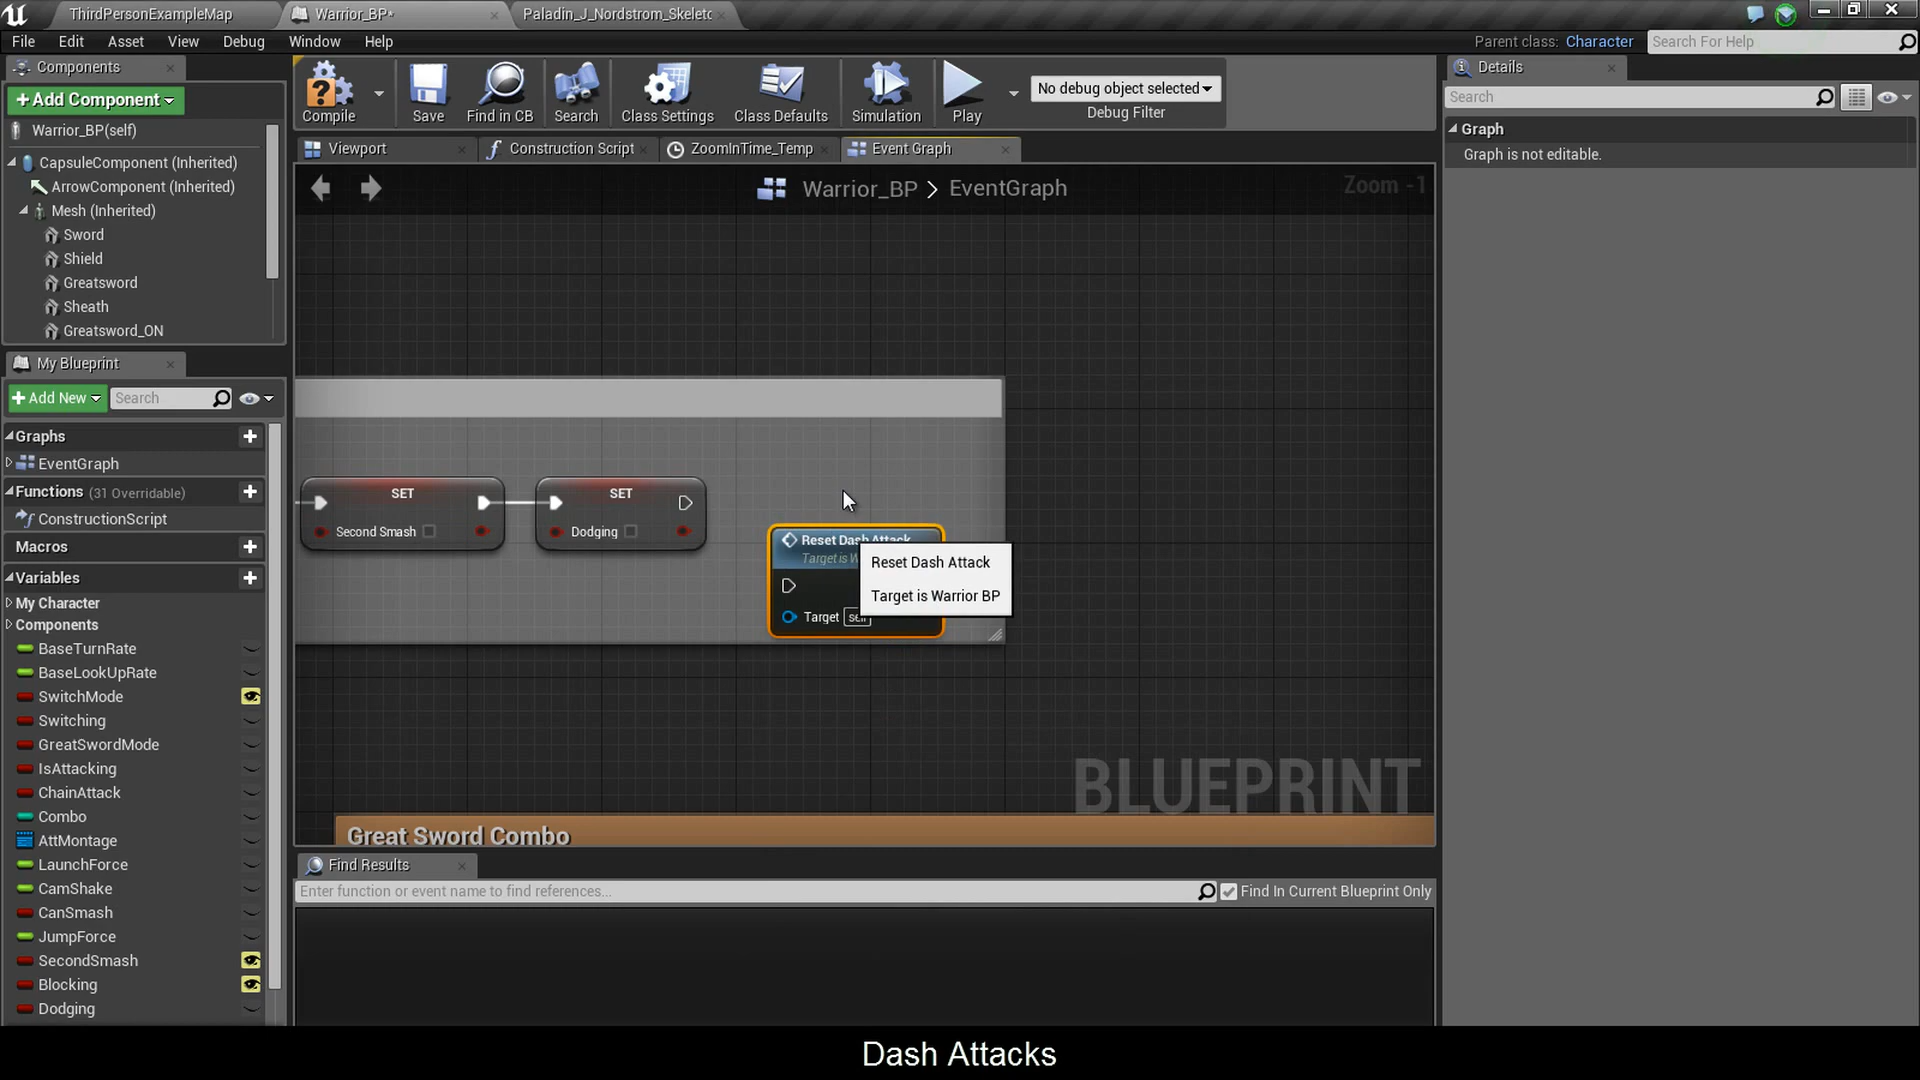 ThirdPersonExampleMap
Warrior_BP*
Paladin_J_Nordstrom_Skeletc
File Edit Asset View Debug Window Help
Parent class: Character
Search For Help
Components
+Add Component
Warrior_BP(self)
CapsuleComponent (Inherited)
ArrowComponent (Inherited)
Mesh (Inherited)
Sword
Shield
Greatsword
Sheath
Greatsword_ON
Compile
Save
Find in CB
Search
Class Settings
Class Defaults
Simulation
Play
No debug object selected
Debug Filter
Viewport
Construction Script
ZoomInTime_Temp
Event Graph
Warrior_BP > EventGraph
Zoom -1
SET
Second Smash
SET
Dodging
Reset Dash Attack
Target is W
Target self
Reset Dash Attack
Target is Warrior BP
BLUEPRINT
Great Sword Combo
Details
Search
Graph
Graph is not editable.
My Blueprint
+Add New
Search
Graphs
EventGraph
Functions (31 Overridable)
ConstructionScript
Macros
Variables
My Character
Components
BaseTurnRate
BaseLookUpRate
SwitchMode
Switching
GreatSwordMode
IsAttacking
ChainAttack
Combo
AttMontage
LaunchForce
CamShake
CanSmash
JumpForce
SecondSmash
Blocking
Dodging
Find Results
Enter function or event name to find references...
Find In Current Blueprint Only
Dash Attacks